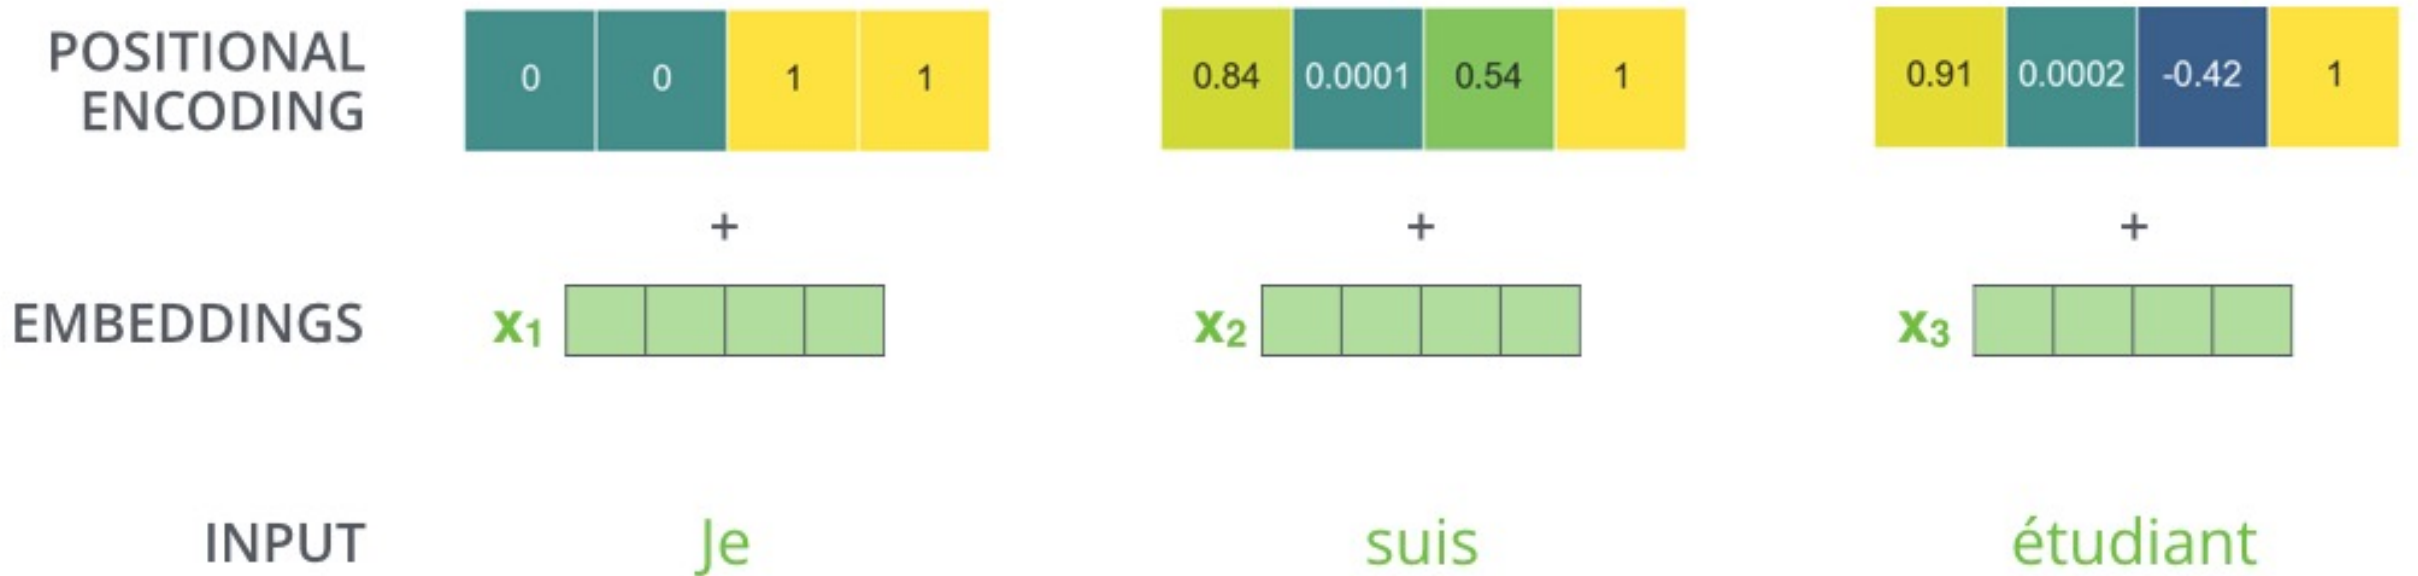 POSITIONAL
ENCODING
0 0 1 1
0.84 0.0001 0.54 1
0.91 0.0002 -0.42 1
+ + +
EMBEDDINGS
x1
x2
x3
INPUT
Je
suis
étudiant